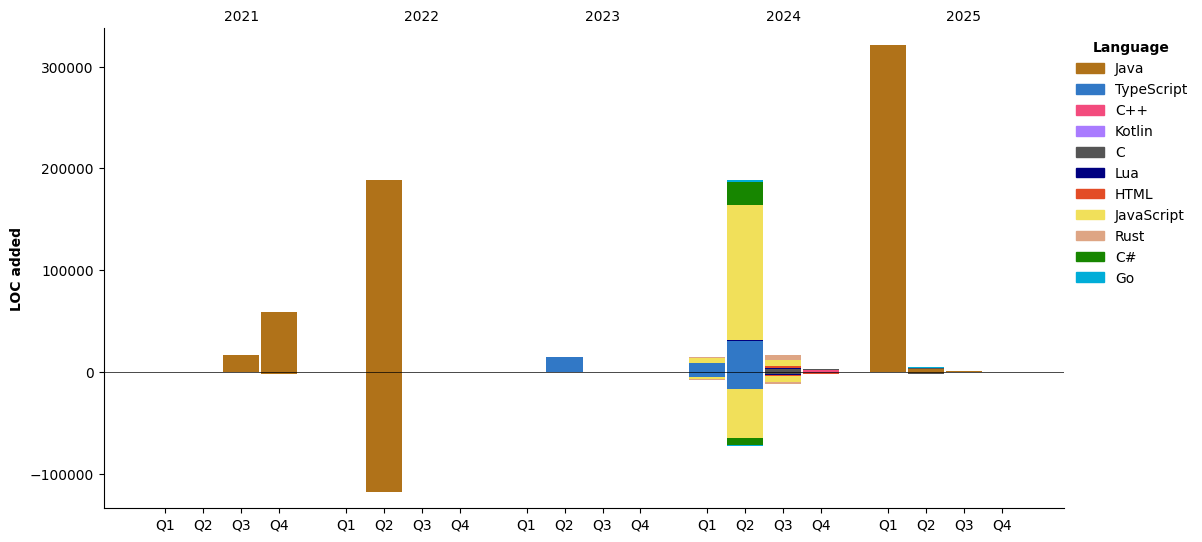 2021 2022 2023 2024 2025
LOC added
300000
200000
100000
0
−100000
Q1 Q2 Q3 Q4 Q1 Q2 Q3 Q4 Q1 Q2 Q3 Q4 Q1 Q2 Q3 Q4 Q1 Q2 Q3 Q4
Language
Java
TypeScript
C++
Kotlin
C
Lua
HTML
JavaScript
Rust
C#
Go